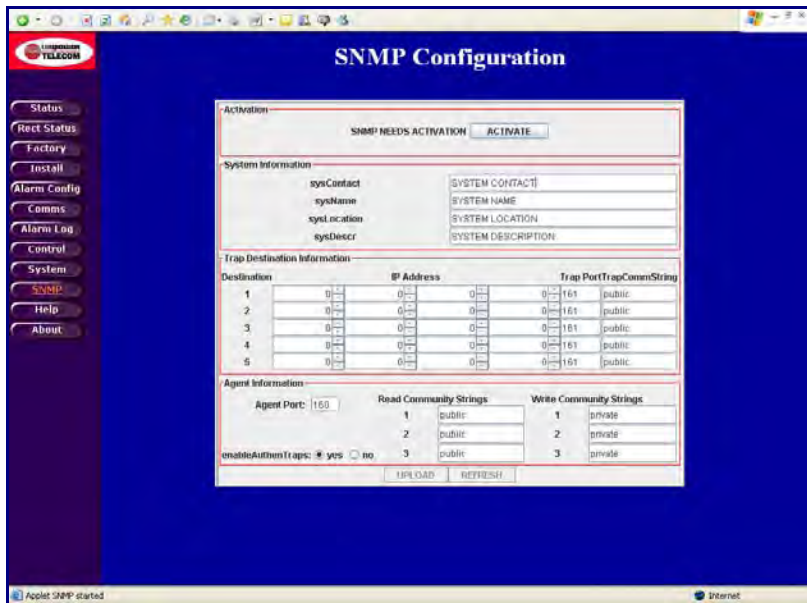 TELECOM
SNMP Configuration
Status
Rect Status
Factory
Install
Alarm Config
Comms
Alarm Log
Control
System
SNMP
Help
About
Activation
SNMP NEEDS ACTIVATION ACTIVATE
System Information
sysContact SYSTEM CONTACT
sysName SYSTEM NAME
sysLocation SYSTEM LOCATION
sysDescr SYSTEM DESCRIPTION
Trap Destination Information
Destination IP Address Trap PortTrapCommString
1 0 0 0 0 161 public
2 0 0 0 0 161 public
3 0 0 0 0 161 public
4 0 0 0 0 161 public
5 0 0 0 0 161 public
Agent Information
Agent Port: 160 Read Community Strings Write Community Strings
1 public 1 private
2 public 2 private
enableAuthenTraps: yes no 3 public 3 private
UPLOAD REFRESH
Applet SNMP started Internet